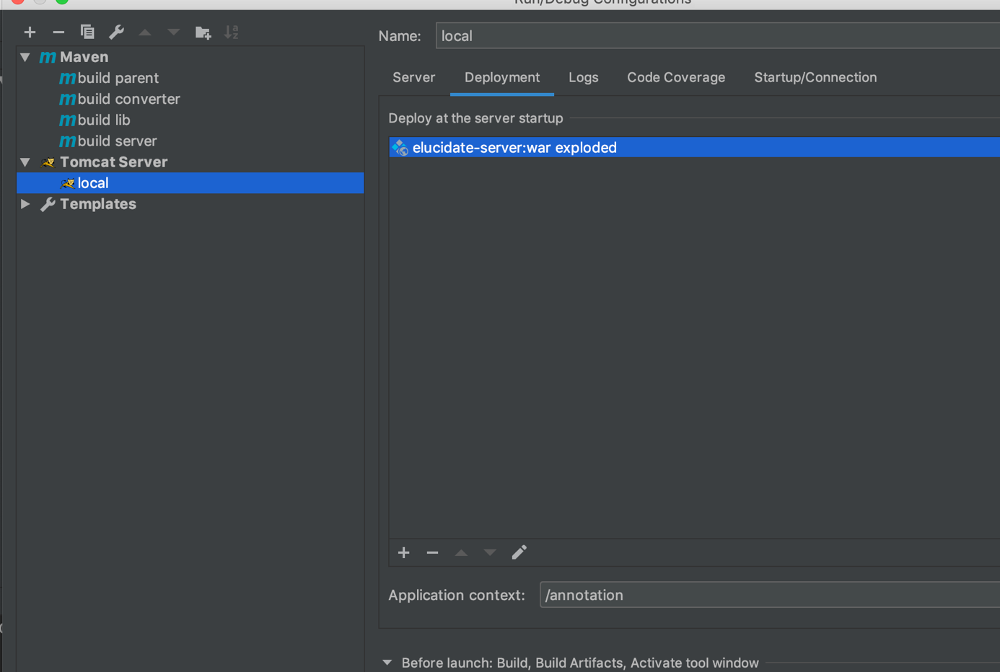 Run/Debug Configurations
Name: local
Maven
build parent
build converter
build lib
build server
Tomcat Server
local
Templates
Server Deployment Logs Code Coverage Startup/Connection
Deploy at the server startup
elucidate-server:war exploded
Application context: /annotation
Before launch: Build, Build Artifacts, Activate tool window